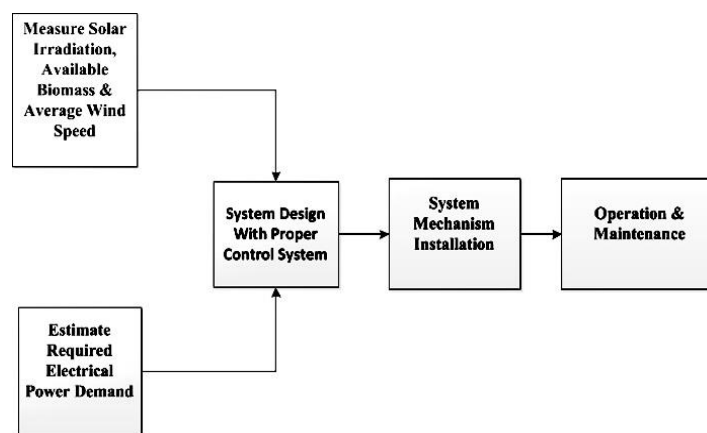 Measure Solar
Irradiation,
Available
Biomass &
Average Wind
Speed
System Design
With Proper
Control System
System
Mechanism
Installation
Operation &
Maintenance
Estimate
Required
Electrical
Power Demand